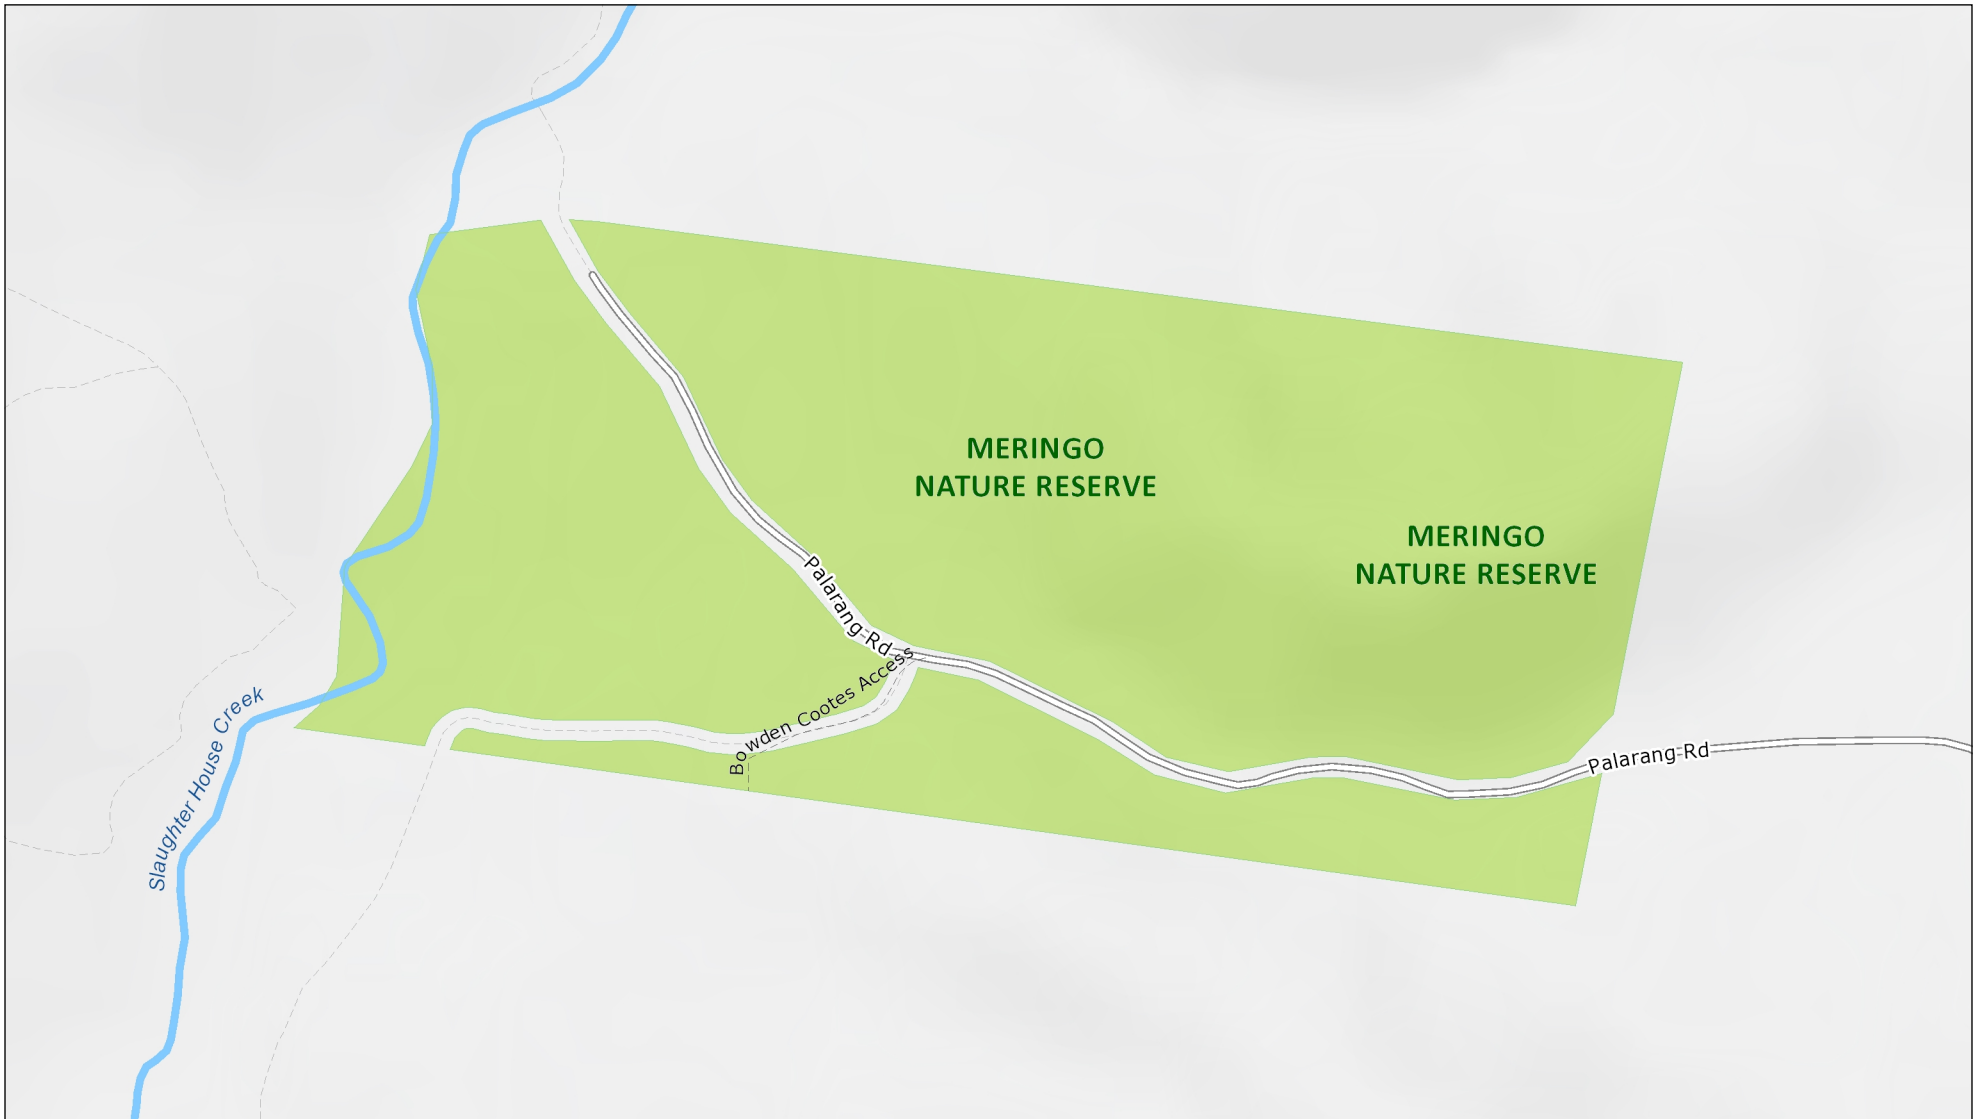 MERINGO
NATURE RESERVE
MERINGO
NATURE RESERVE
Palarang Rd
Bowden Cootes Access
Slaughter House Creek
Palarang Rd